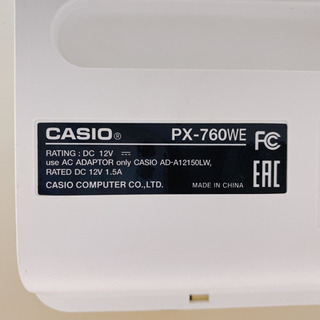 CASIO® PX-760WE FC
RATING : DC 12V ⎓
use AC ADAPTOR only CASIO AD-A12150LW,
RATED DC 12V 1.5A
CASIO COMPUTER CO.,LTD. MADE IN CHINA
EAC